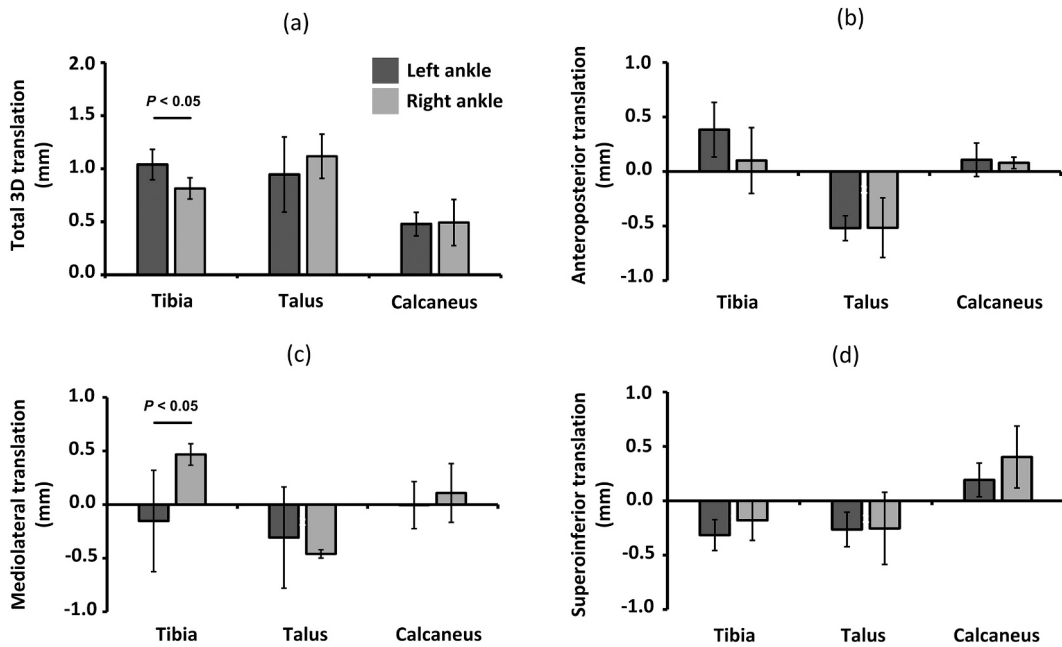 (a)
Total 3D translation
(mm)
2.0
1.5
1.0
0.5
0.0
P < 0.05
Left ankle
Right ankle
Tibia Talus Calcaneus
(b)
Anteroposterior translation
(mm)
1.0
0.5
0.0
-0.5
-1.0
Tibia Talus Calcaneus
(c)
Mediolateral translation
(mm)
1.0
0.5
0.0
-0.5
-1.0
P < 0.05
Tibia Talus Calcaneus
(d)
Superoinferior translation
(mm)
1.0
0.5
0.0
-0.5
-1.0
Tibia Talus Calcaneus